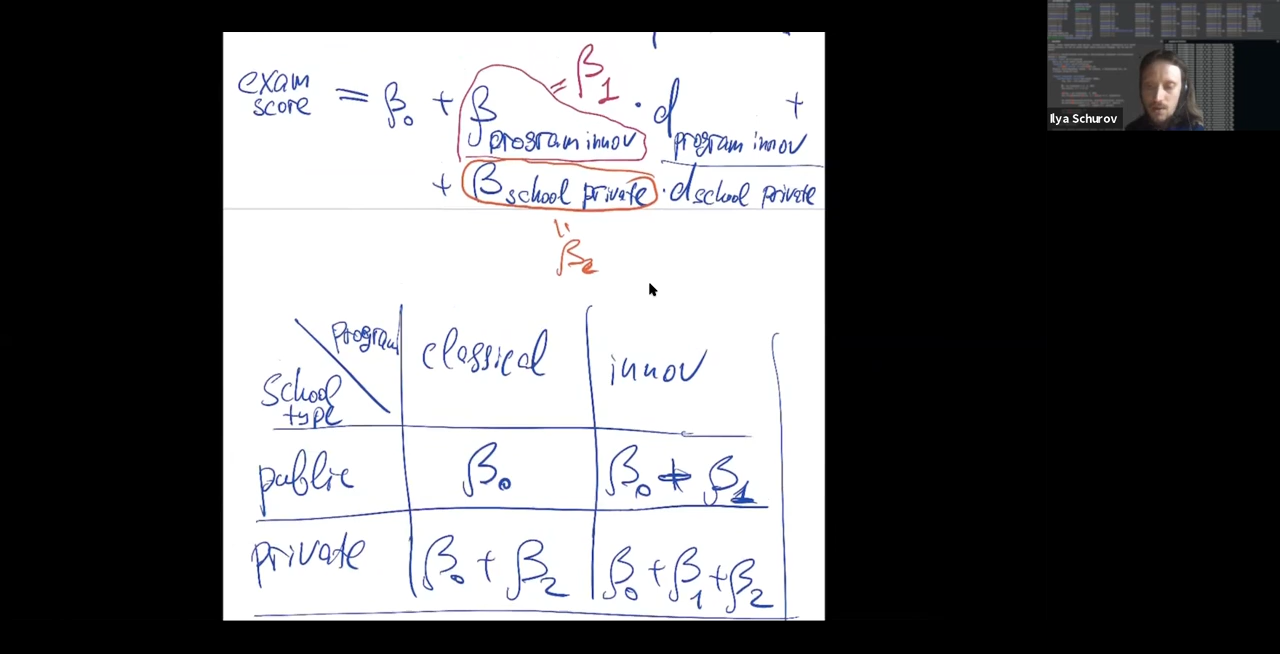 exam score = β₀ + β program innov = β₁ · d program innov +
+ β school private · d school private
" β₂
program classical innov
school type
public β₀ β₀ + β₁
private β₀ + β₂ β₀ + β₁ + β₂
Ilya Schurov